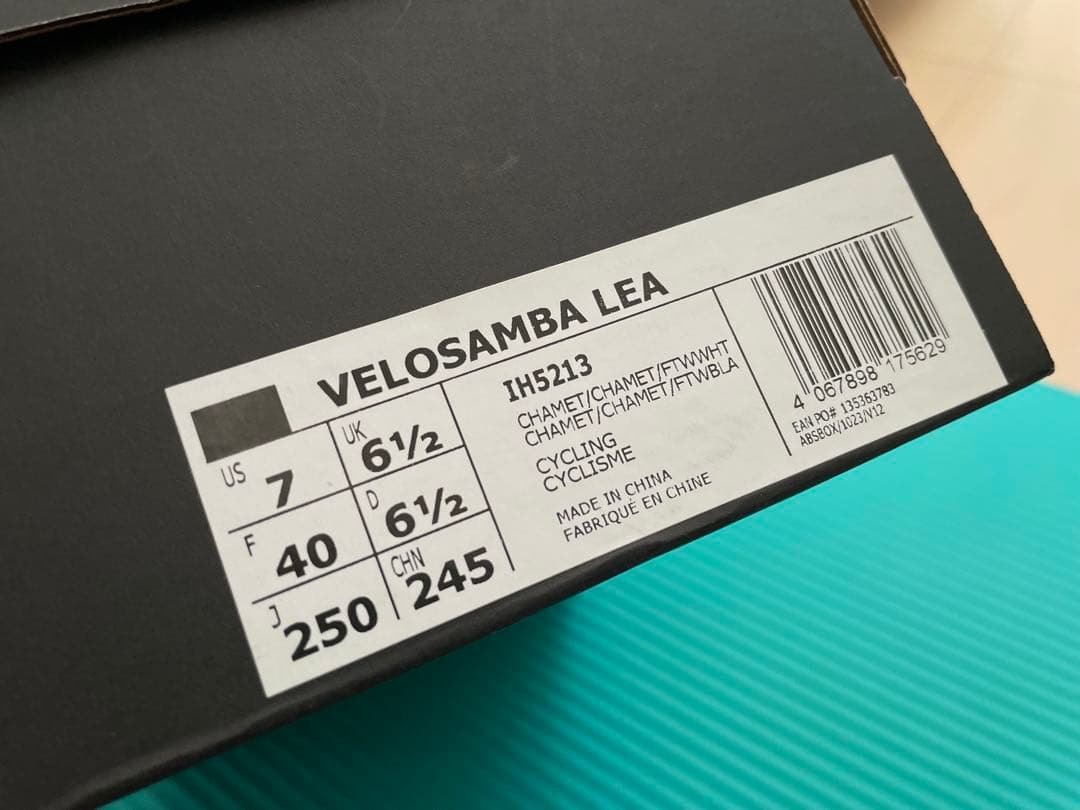 VELOSAMBA LEA
US 7
UK 6½
F 40
D 6½
J 250
CHN 245
IH5213
CHAMET/CHAMET/FTWWHT
CHAMET/CHAMET/FTWBLA
CYCLING
CYCLISME
MADE IN CHINA
FABRIQUÉ EN CHINE
4 067898 175629
EAN PO# 135363783
ABSBOX/1023/V12